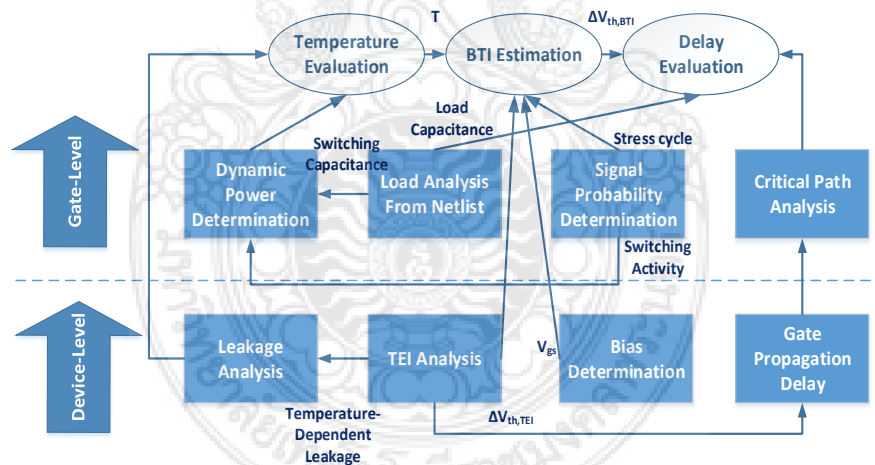 T
ΔVth,BTI
Temperature
Evaluation
BTI Estimation
Delay
Evaluation
Load
Capacitance
Switching
Capacitance
Stress cycle
Gate-Level
Dynamic
Power
Determination
Load Analysis
From Netlist
Signal
Probability
Determination
Critical Path
Analysis
Switching
Activity
Device-Level
Leakage
Analysis
TEI Analysis
Vgs
Bias
Determination
Gate
Propagation
Delay
Temperature-
Dependent
Leakage
ΔVth,TEI